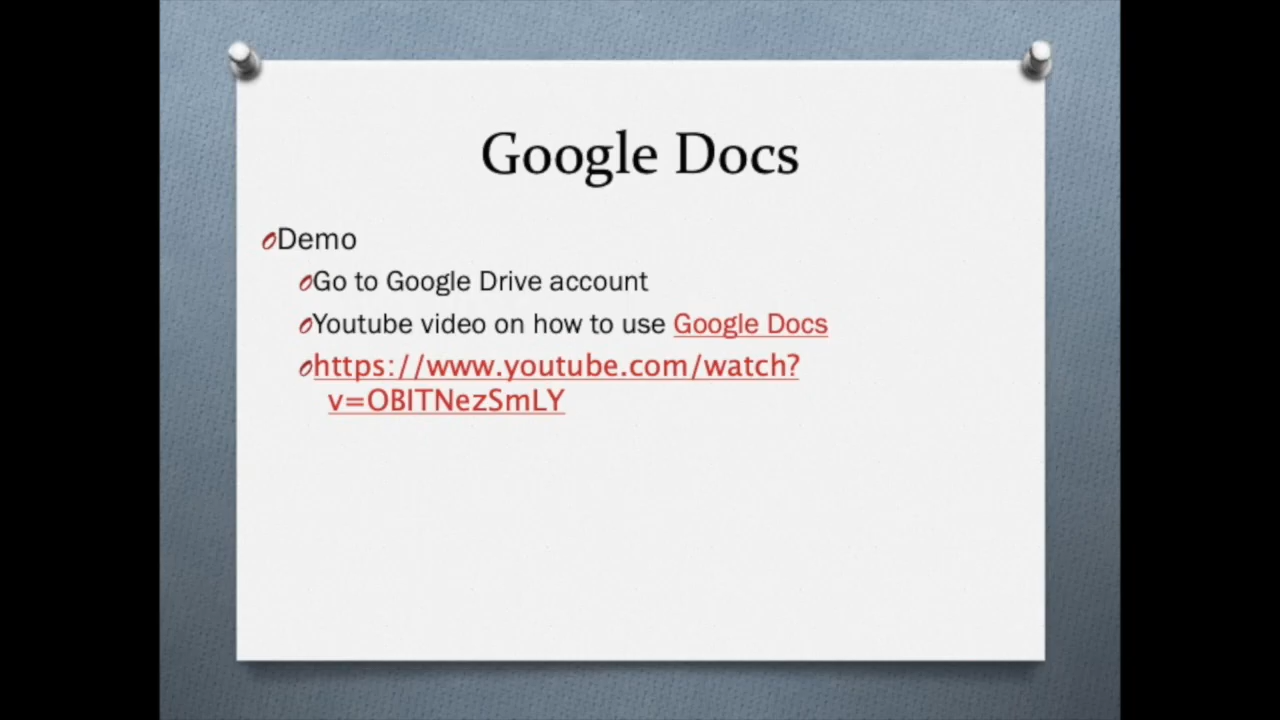 Google Docs
Demo
Go to Google Drive account
Youtube video on how to use Google Docs
https://www.youtube.com/watch?
v=OBITNezSmLY